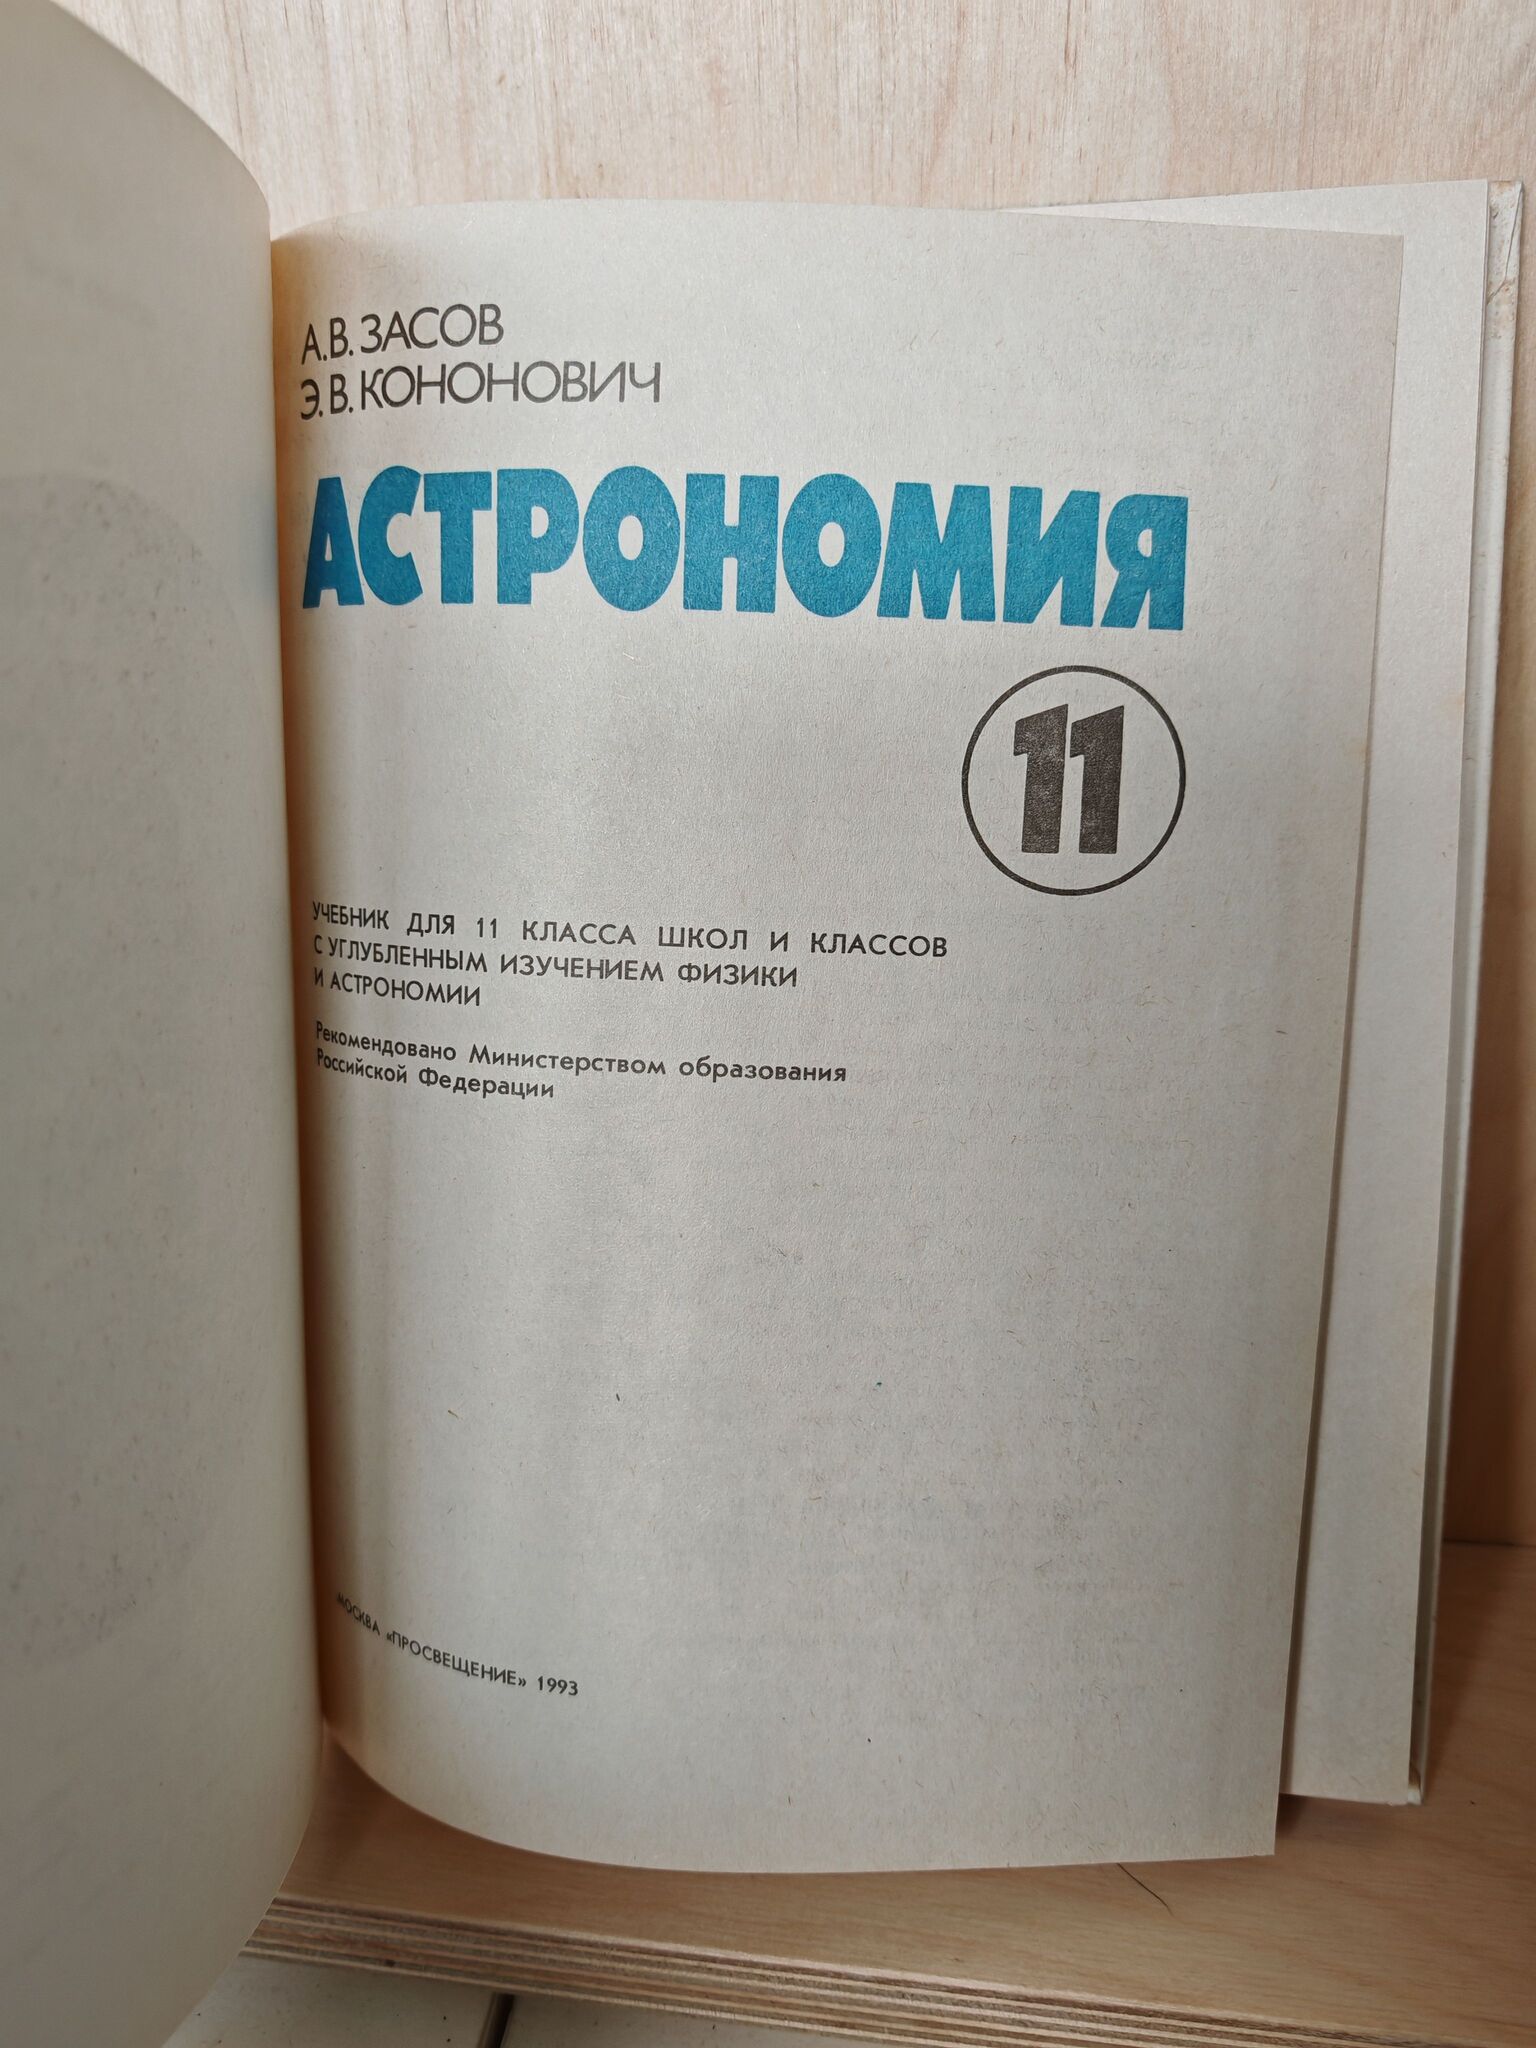 А.В. ЗАСОВ
Э.В. КОНОНОВИЧ
АСТРОНОМИЯ
11
УЧЕБНИК ДЛЯ 11 КЛАССА ШКОЛ И КЛАССОВ
С УГЛУБЛЕННЫМ ИЗУЧЕНИЕМ ФИЗИКИ
И АСТРОНОМИИ
Рекомендовано Министерством образования
Российской Федерации
МОСКВА «ПРОСВЕЩЕНИЕ» 1993